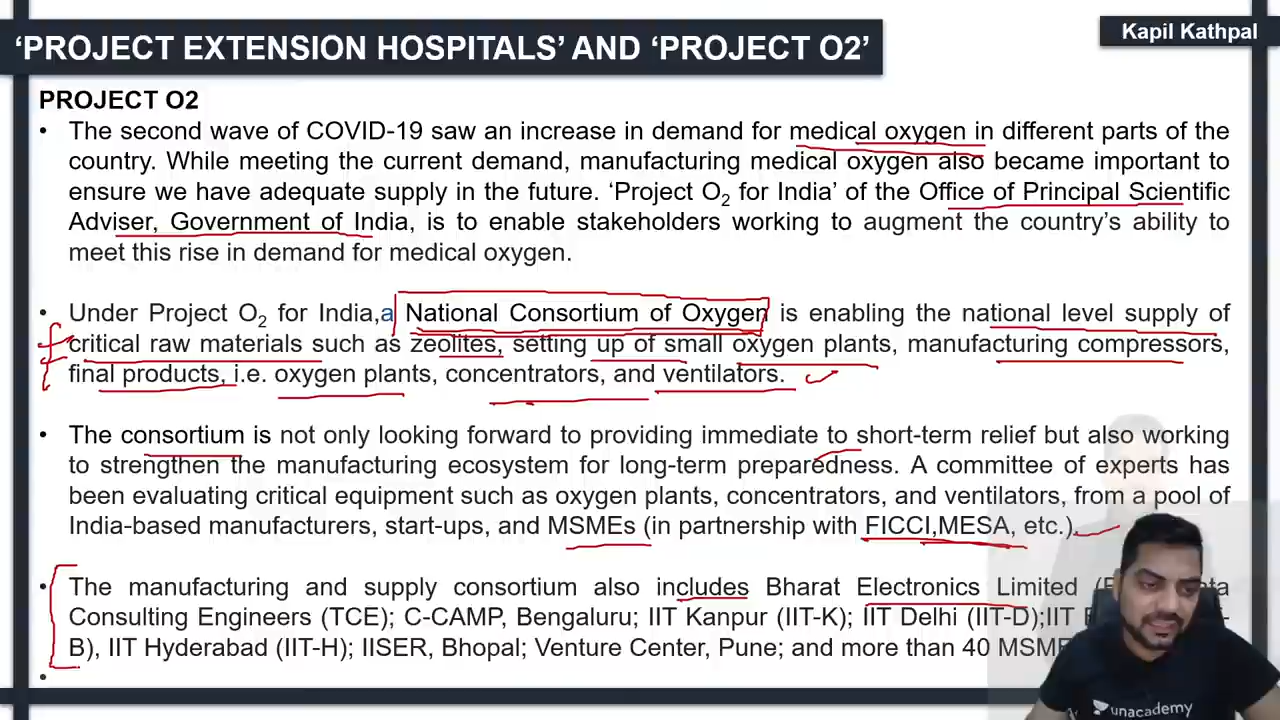 ‘PROJECT EXTENSION HOSPITALS’ AND ‘PROJECT O2’
Kapil Kathpal
PROJECT O2
• The second wave of COVID-19 saw an increase in demand for medical oxygen in different parts of the
country. While meeting the current demand, manufacturing medical oxygen also became important to
ensure we have adequate supply in the future. ‘Project O₂ for India’ of the Office of Principal Scientific
Adviser, Government of India, is to enable stakeholders working to augment the country’s ability to
meet this rise in demand for medical oxygen.
• Under Project O₂ for India,a National Consortium of Oxygen is enabling the national level supply of
critical raw materials such as zeolites, setting up of small oxygen plants, manufacturing compressors,
final products, i.e. oxygen plants, concentrators, and ventilators.
• The consortium is not only looking forward to providing immediate to short-term relief but also working
to strengthen the manufacturing ecosystem for long-term preparedness. A committee of experts has
been evaluating critical equipment such as oxygen plants, concentrators, and ventilators, from a pool of
India-based manufacturers, start-ups, and MSMEs (in partnership with FICCI,MESA, etc.).
• The manufacturing and supply consortium also includes Bharat Electronics Limited
Consulting Engineers (TCE); C-CAMP, Bengaluru; IIT Kanpur (IIT-K); IIT Delhi (IIT-D);IIT
B), IIT Hyderabad (IIT-H); IISER, Bhopal; Venture Center, Pune; and more than 40
•
unacademy